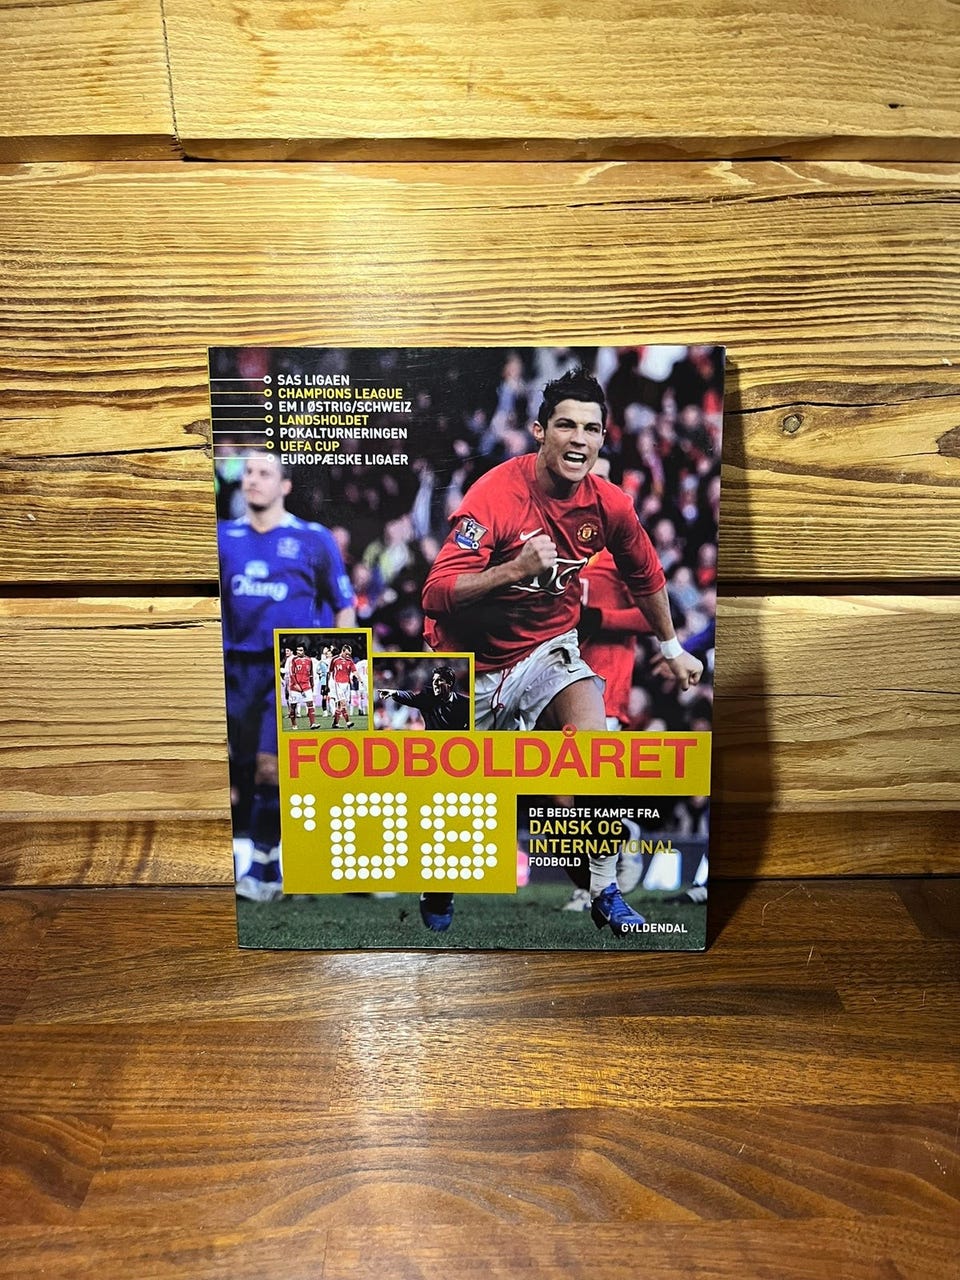 SAS LIGAEN
CHAMPIONS LEAGUE
EM I ØSTRIG/SCHWEIZ
LANDSHOLDET
POKALTURNERINGEN
UEFA CUP
EUROPÆISKE LIGAER
Chang
FODBOLDÅRET
'08
DE BEDSTE KAMPE FRA
DANSK OG
INTERNATIONAL
FODBOLD
GYLDENDAL